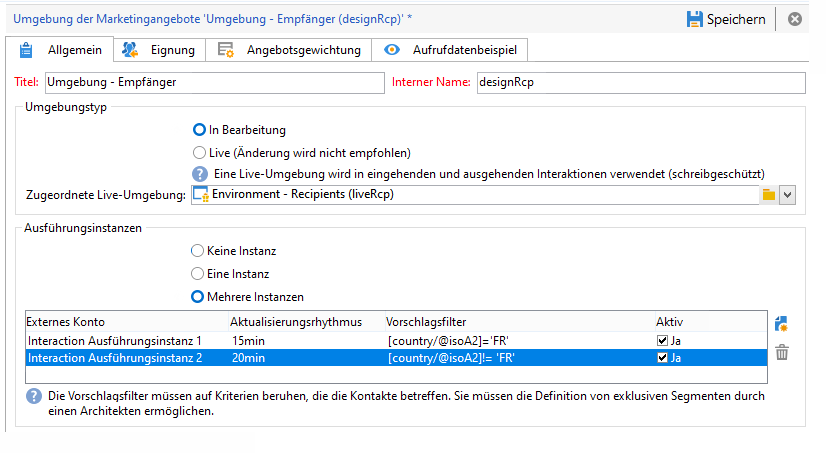 Umgebung der Marketingangebote 'Umgebung - Empfänger (designRcp)' *
Speichern
Allgemein
Eignung
Angebotsgewichtung
Aufrufdatenbeispiel
Titel: Umgebung - Empfänger
Interner Name: designRcp
Umgebungstyp
In Bearbeitung
Live (Änderung wird nicht empfohlen)
Eine Live-Umgebung wird in eingehenden und ausgehenden Interaktionen verwendet (schreibgeschützt)
Zugeordnete Live-Umgebung: Environment - Recipients (liveRcp)
Ausführungsinstanzen
Keine Instanz
Eine Instanz
Mehrere Instanzen
Externes Konto Aktualisierungsrhythmus Vorschlagsfilter Aktiv
Interaction Ausführungsinstanz 1 15min [country/@isoA2]='FR' Ja
Interaction Ausführungsinstanz 2 20min [country/@isoA2]!= 'FR' Ja
Die Vorschlagsfilter müssen auf Kriterien beruhen, die die Kontakte betreffen. Sie müssen die Definition von exklusiven Segmenten durch
einen Architekten ermöglichen.